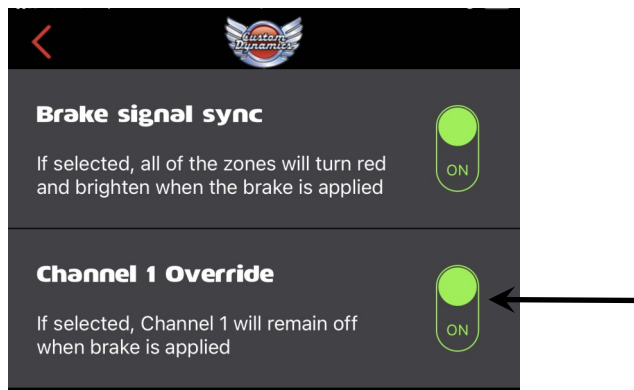 Custom
Dynamics
Brake signal sync
If selected, all of the zones will turn red
and brighten when the brake is applied
ON
Channel 1 Override
If selected, Channel 1 will remain off
when brake is applied
ON